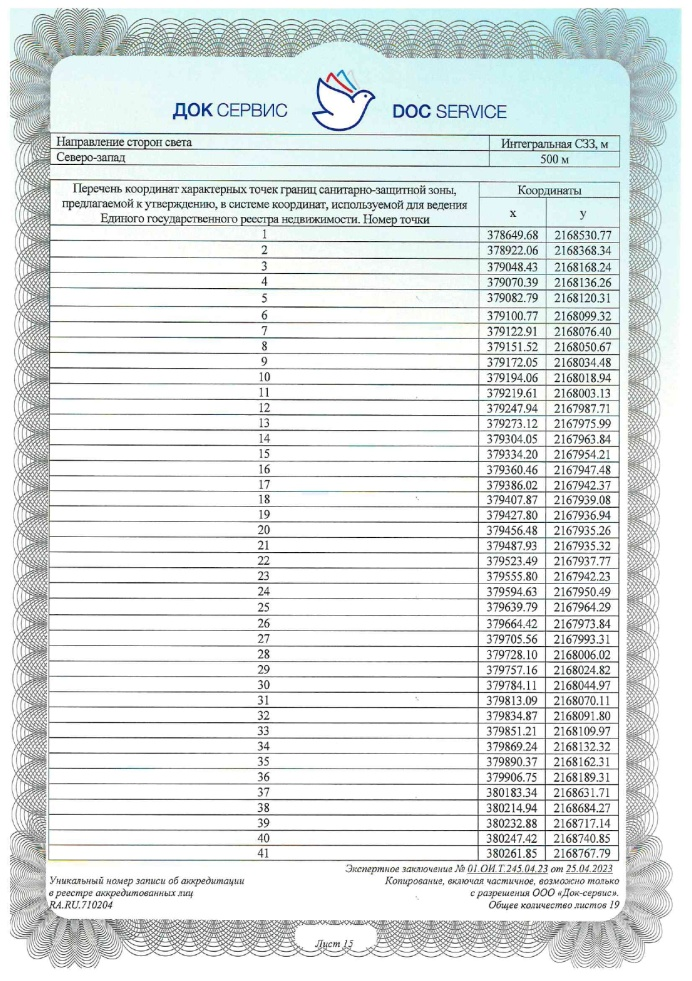 ДОК СЕРВИС DOC SERVICE
Направление сторон света Интегральная СЗЗ, м
Северо-запад 500 м
Перечень координат характерных точек границ санитарно-защитной зоны, Координаты
предлагаемой к утверждению, в системе координат, используемой для ведения
Единого государственного реестра недвижимости. Номер точки x y
1 378649.68 2168530.77
2 378922.06 2168368.34
3 379048.43 2168168.24
4 379070.39 2168136.26
5 379082.79 2168120.31
6 379100.77 2168099.32
7 379122.91 2168076.40
8 379151.52 2168050.67
9 379172.05 2168034.48
10 379194.06 2168018.94
11 379219.61 2168003.13
12 379247.94 2167987.71
13 379273.12 2167975.99
14 379304.05 2167963.84
15 379334.20 2167954.21
16 379360.46 2167947.48
17 379386.02 2167942.37
18 379407.87 2167939.08
19 379427.80 2167936.94
20 379456.48 2167935.26
21 379487.93 2167935.32
22 379523.49 2167937.77
23 379555.80 2167942.23
24 379594.63 2167950.49
25 379639.79 2167964.29
26 379664.42 2167973.84
27 379705.56 2167993.31
28 379728.10 2168006.02
29 379757.16 2168024.82
30 379784.11 2168044.97
31 379813.09 2168070.11
32 379834.87 2168091.80
33 379851.21 2168109.97
34 379869.24 2168132.32
35 379890.37 2168162.31
36 379906.75 2168189.31
37 380183.34 2168631.71
38 380214.94 2168684.27
39 380232.88 2168717.14
40 380247.42 2168740.85
41 380261.85 2168767.79
Экспертное заключение № 01.ОН.Т.245.04.23 от 25.04.2023
Уникальный номер записи об аккредитации Копирование, включая частичное, возможно только
в реестре аккредитованных лиц с разрешения ООО «Док-сервис».
RA.RU.710204 Общее количество листов 19
Лист 15